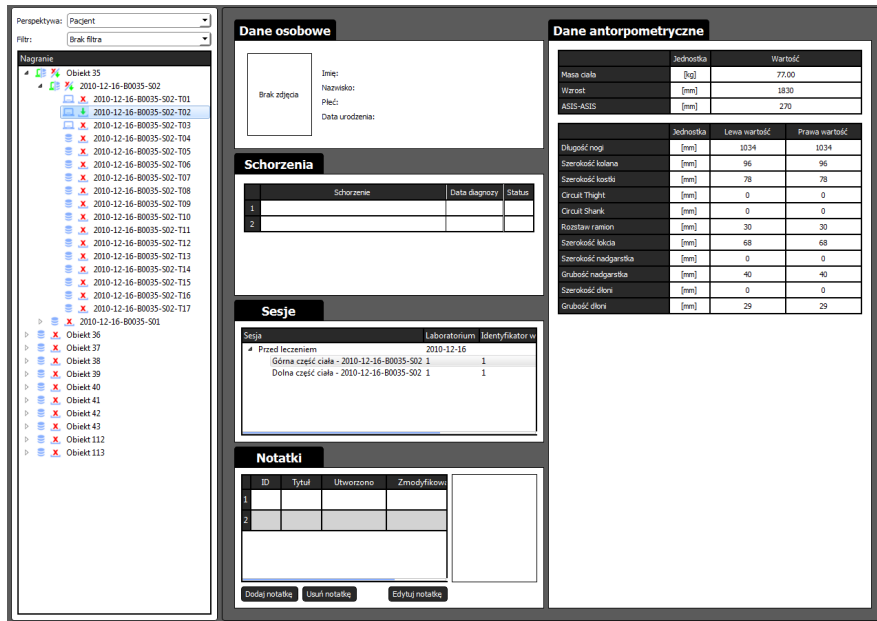 Perspektywa: Pacjent
Filtr: Brak filtra
Nagranie
Obiekt 35
2010-12-16-B0035-S02
2010-12-16-B0035-S02-T01
2010-12-16-B0035-S02-T02
2010-12-16-B0035-S02-T03
2010-12-16-B0035-S02-T04
2010-12-16-B0035-S02-T05
2010-12-16-B0035-S02-T06
2010-12-16-B0035-S02-T07
2010-12-16-B0035-S02-T08
2010-12-16-B0035-S02-T09
2010-12-16-B0035-S02-T10
2010-12-16-B0035-S02-T11
2010-12-16-B0035-S02-T12
2010-12-16-B0035-S02-T13
2010-12-16-B0035-S02-T14
2010-12-16-B0035-S02-T15
2010-12-16-B0035-S02-T16
2010-12-16-B0035-S02-T17
2010-12-16-B0035-S01
Obiekt 36
Obiekt 37
Obiekt 38
Obiekt 39
Obiekt 40
Obiekt 41
Obiekt 42
Obiekt 43
Obiekt 112
Obiekt 113
Dane osobowe
Brak zdjęcia
Imię:
Nazwisko:
Płeć:
Data urodzenia:
Schorzenia
Schorzenie Data diagnozy Status
1
2
Sesje
Sesja Laboratorium Identyfikator w
Przed leczeniem 2010-12-16
Górna część ciała - 2010-12-16-B0035-S02 1 1
Dolna część ciała - 2010-12-16-B0035-S02 1 1
Notatki
ID Tytuł Utworzono Zmodyfikowa
1
2
Dodaj notatkę Usuń notatkę Edytuj notatkę
Dane antorpometryczne
Jednostka Wartość
Masa ciała [kg] 77.00
Wzrost [mm] 1830
ASIS-ASIS [mm] 270
Jednostka Lewa wartość Prawa wartość
Długość nogi [mm] 1034 1034
Szerokość kolana [mm] 96 96
Szerokość kostki [mm] 78 78
Circuit Thight [mm] 0 0
Circuit Shank [mm] 0 0
Rozstaw ramion [mm] 30 30
Szerokość łokcia [mm] 68 68
Szerokość nadgarstka [mm] 0 0
Grubość nadgarstka [mm] 40 40
Szerokość dłoni [mm] 0 0
Grubość dłoni [mm] 29 29